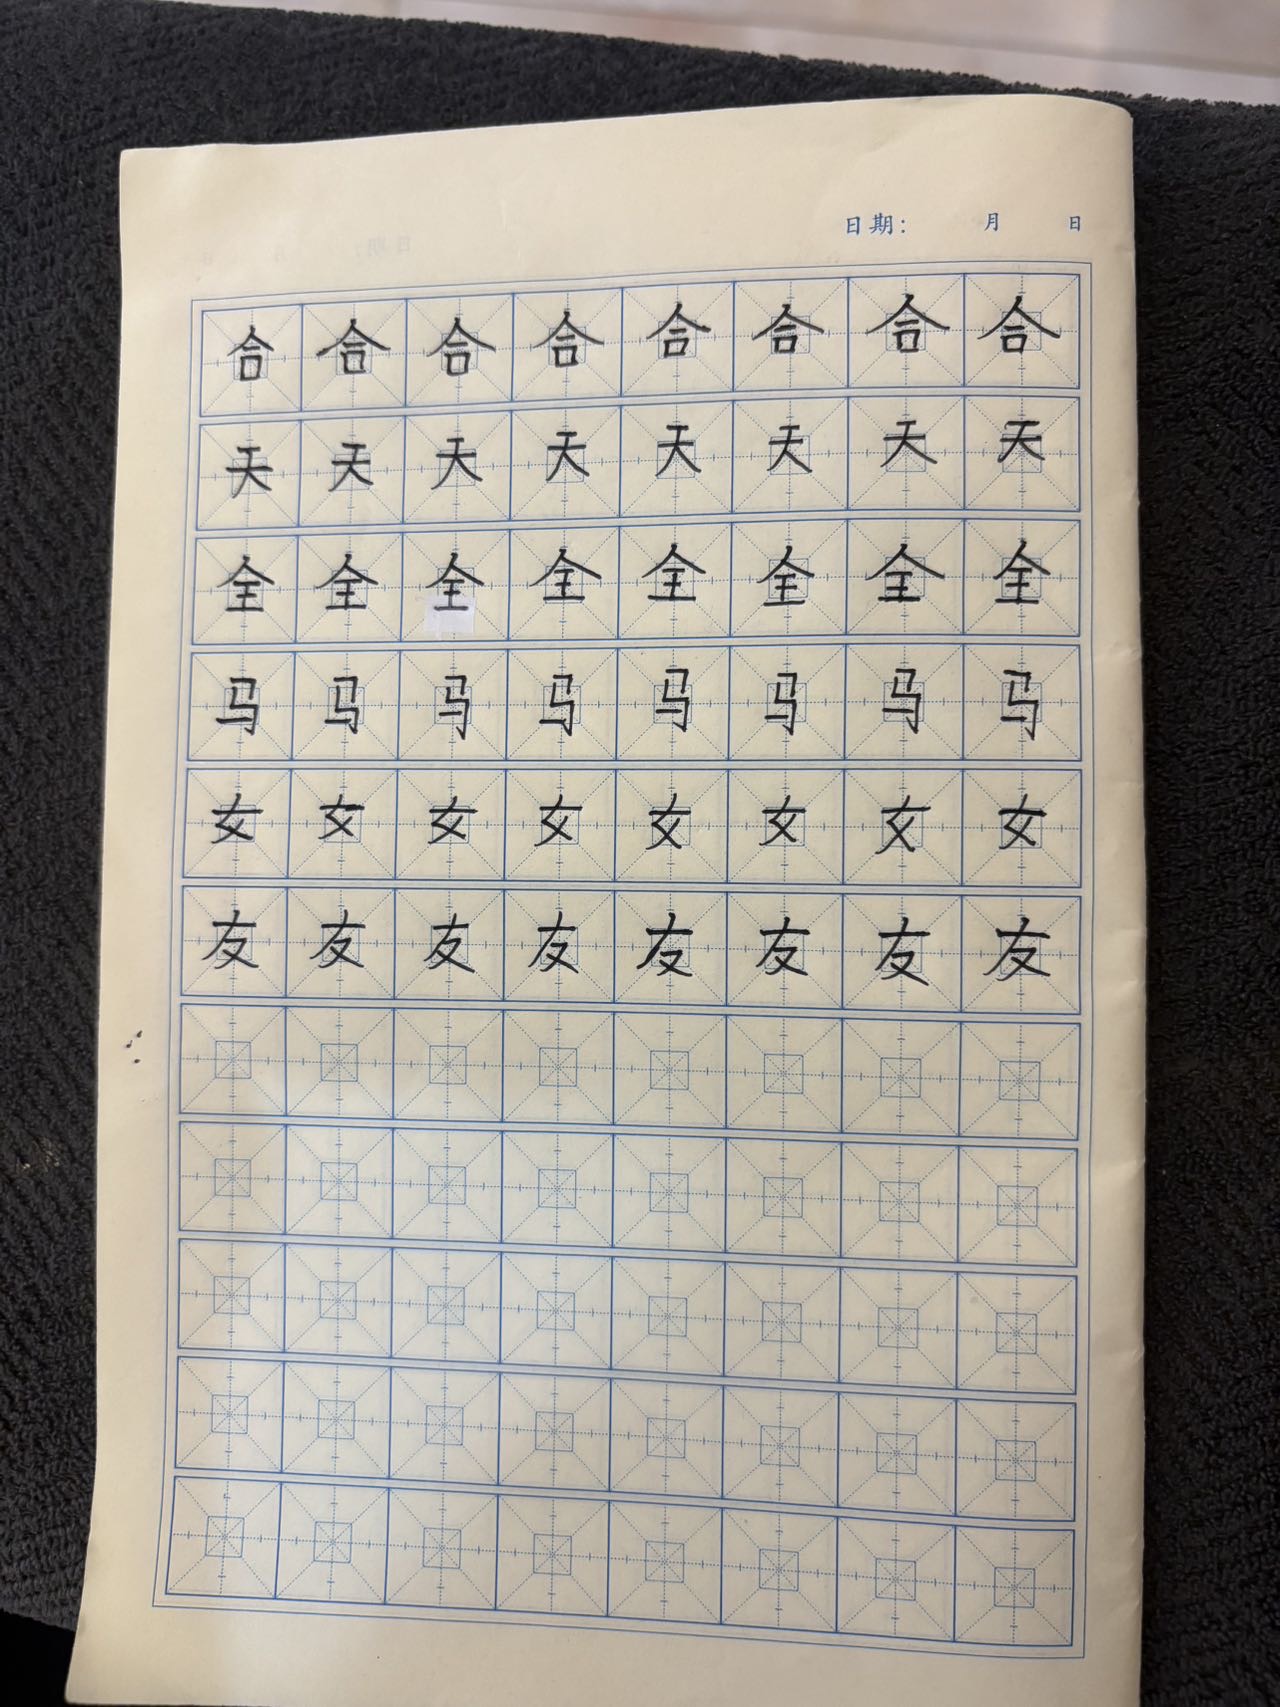 日期： 月 日
合 合 合 合 合 合 合 合
天 天 天 天 天 天 天 天
全 全 全 全 全 全 全 全
马 马 马 马 马 马 马 马
女 女 女 女 女 女 女 女
友 友 友 友 友 友 友 友